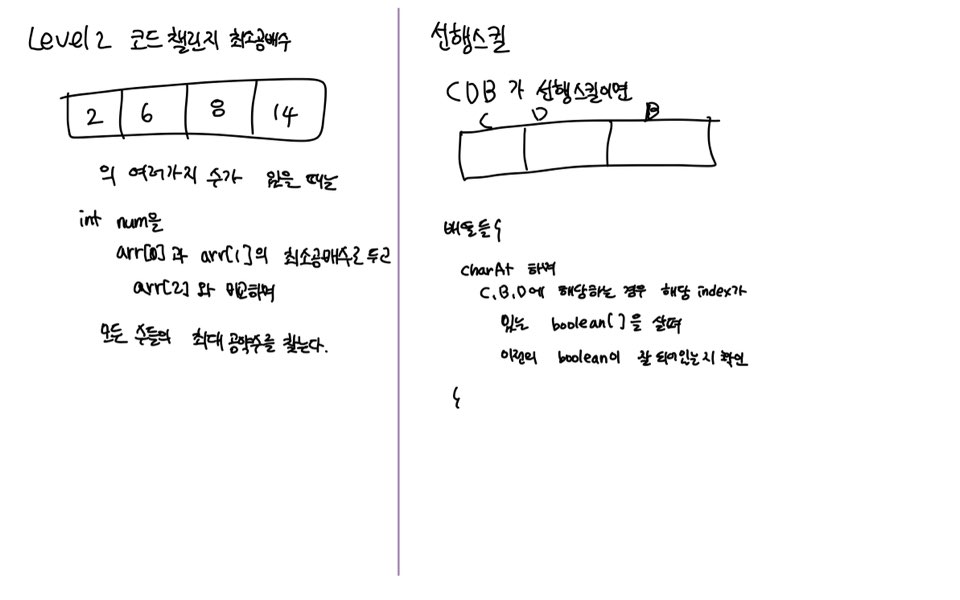 Level 2 코드 챌린지 최소공배수
2 6 8 14
의 여러가지 수가 있을 때는
int num을
arr[0]과 arr[1]의 최소공배수로 두고
arr[2]와 비교하며
모든 수들의 최대공약수를 찾는다.
선행스킬
CDB가 선행스킬이면
C D B
배열들{
charAt 하며
C,B,D에 해당하는 경우 해당 index가
있는 boolean[]을 살펴
이전의 boolean이 잘 되어있는지 확인
{